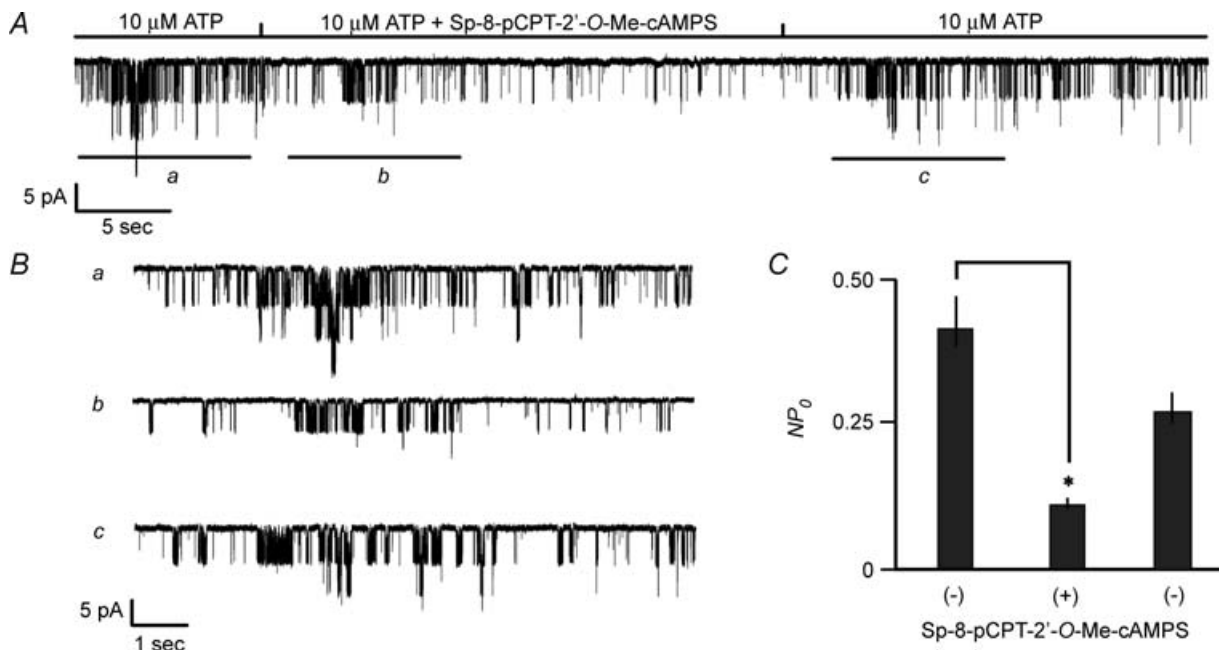 A
10 μM ATP
10 μM ATP + Sp-8-pCPT-2'-O-Me-cAMPS
10 μM ATP
a
b
c
5 pA
5 sec
B
a
b
c
5 pA
1 sec
C
0.50
0.25
0
NP0
*
(-)
(+)
(-)
Sp-8-pCPT-2'-O-Me-cAMPS